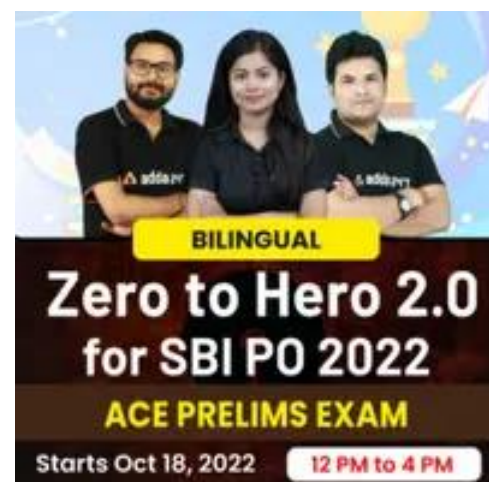 BILINGUAL
Zero to Hero 2.0
for SBI PO 2022
ACE PRELIMS EXAM
Starts Oct 18, 2022
12 PM to 4 PM